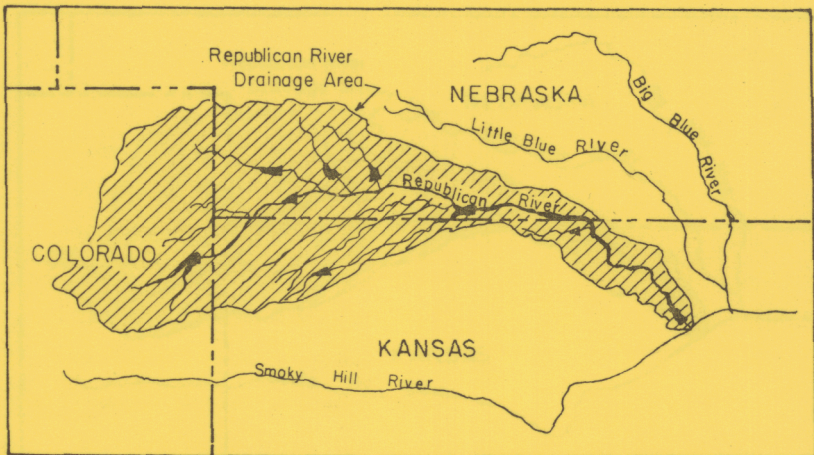 Republican River
Drainage Area
NEBRASKA
Big Blue River
Little Blue River
Republican River
COLORADO
KANSAS
Smoky Hill River